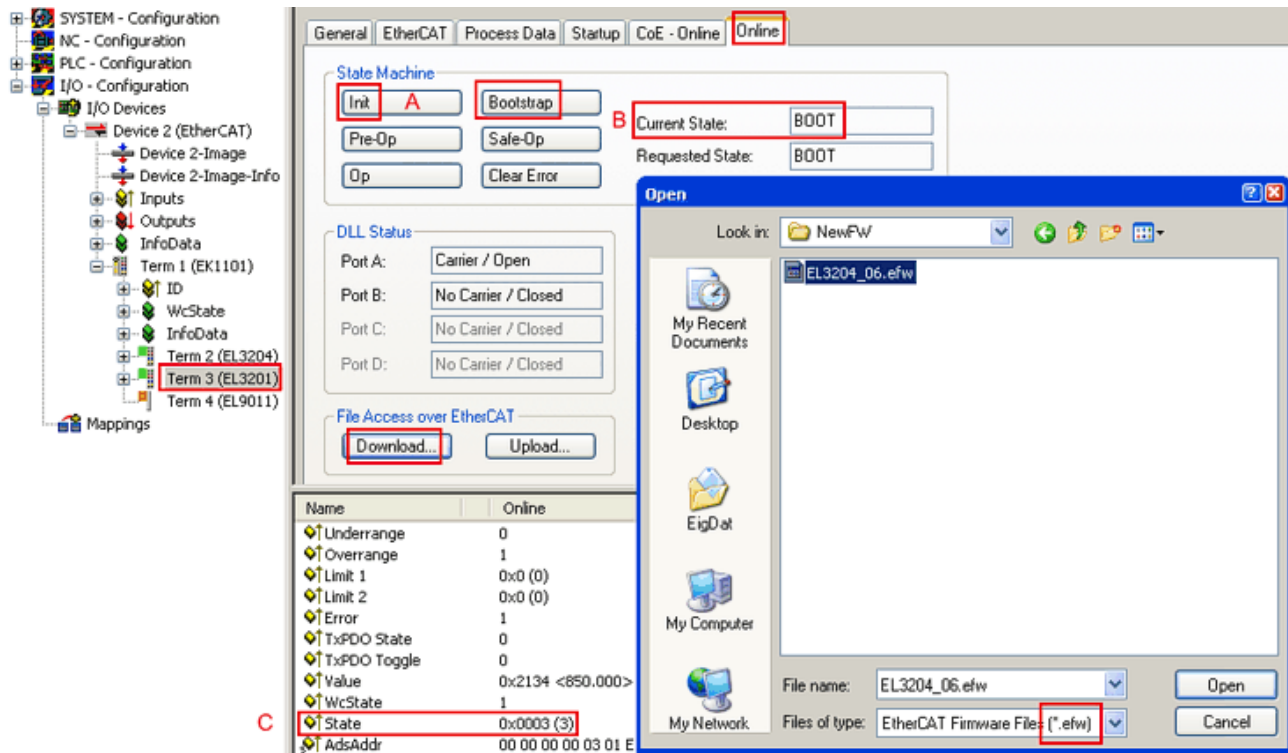 SYSTEM - Configuration
NC - Configuration
PLC - Configuration
I/O - Configuration
I/O Devices
Device 2 (EtherCAT)
Device 2-Image
Device 2-Image-Info
Inputs
Outputs
InfoData
Term 1 (EK1101)
ID
WcState
InfoData
Term 2 (EL3204)
Term 3 (EL3201)
Term 4 (EL9011)
Mappings
General EtherCAT Process Data Startup CoE - Online Online
State Machine
Init A Bootstrap
Pre-Op Safe-Op
Op Clear Error
B Current State: BOOT
Requested State: BOOT
DLL Status
Port A: Carrier / Open
Port B: No Carrier / Closed
Port C: No Carrier / Closed
Port D: No Carrier / Closed
File Access over EtherCAT
Download... Upload...
Name Online
Underrange 0
Overrange 1
Limit 1 0x0 (0)
Limit 2 0x0 (0)
Error 1
TxPDO State 0
TxPDO Toggle 0
Value 0x2134 <850.000>
WcState 1
C State 0x0003 (3)
AdsAddr 00 00 00 00 03 01 E
Open
Look in: NewFW
EL3204_06.efw
My Recent
Documents
Desktop
EigDat
My Computer
My Network
File name: EL3204_06.efw Open
Files of type: EtherCAT Firmware Files (*.efw) Cancel